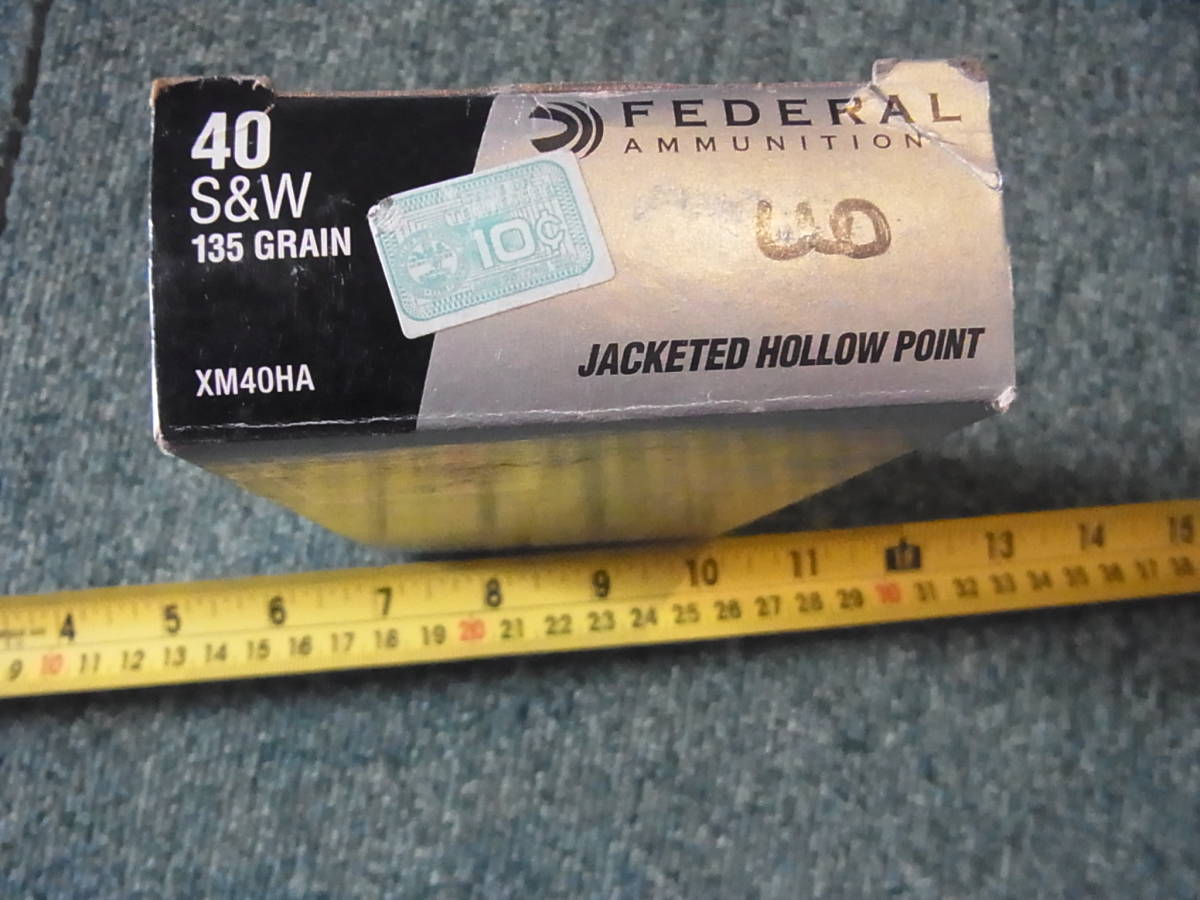 40
S&W
135 GRAIN
XM40HA
FEDERAL
AMMUNITION
10¢
JACKETED HOLLOW POINT
4 5 6 7 8 9 10 11 13 14 15
9 10 11 12 13 14 15 16 17 18 19 20 21 22 23 24 25 26 27 28 29 30 31 32 33 34 35 36 37 38